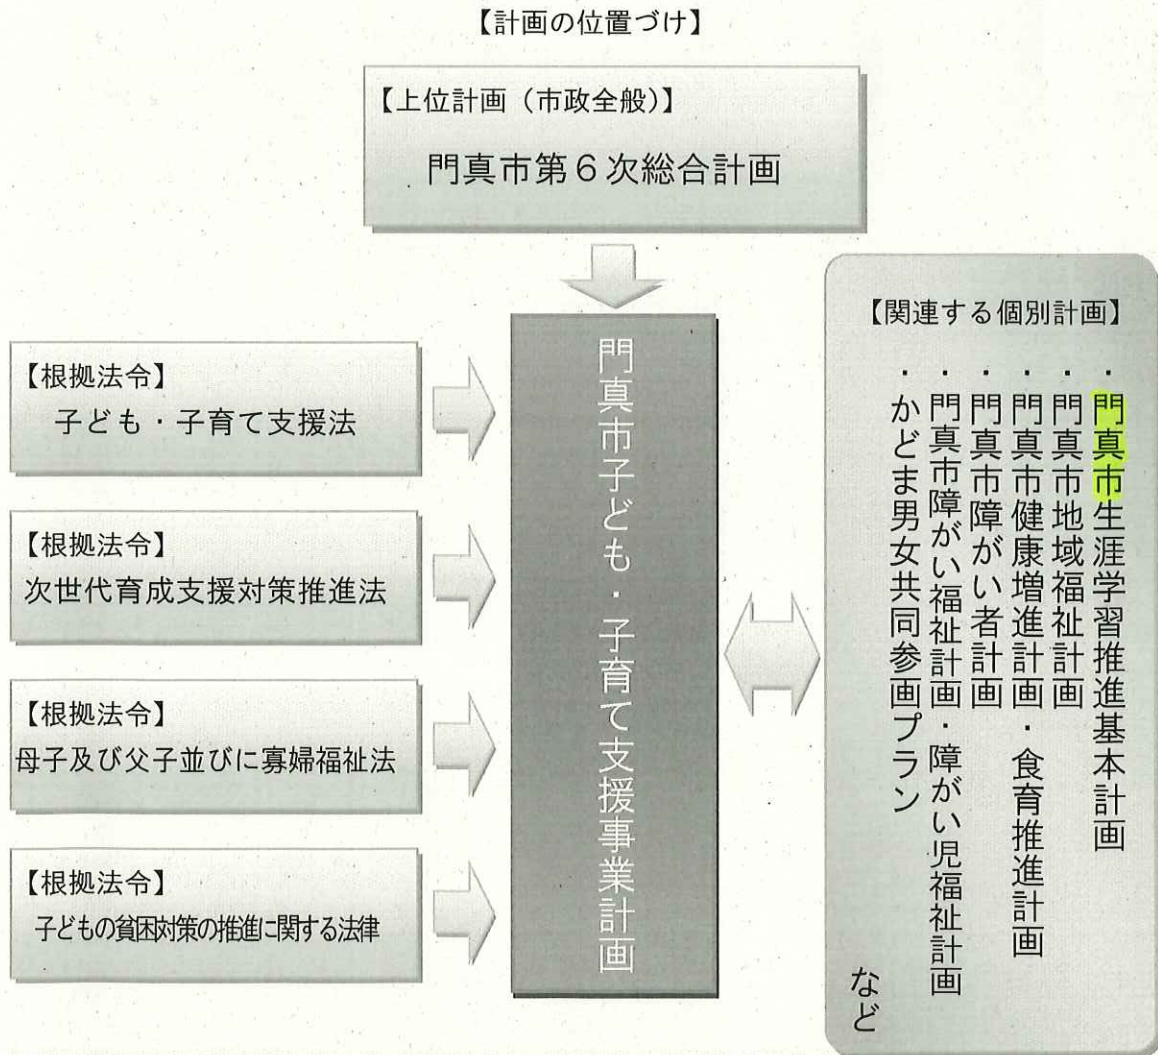 【計画の位置づけ】
【上位計画（市政全般）】
門真市第６次総合計画
【根拠法令】
子ども・子育て支援法
【根拠法令】
次世代育成支援対策推進法
【根拠法令】
母子及び父子並びに寡婦福祉法
【根拠法令】
子どもの貧困対策の推進に関する法律
門真市子ども・子育て支援事業計画
【関連する個別計画】
・門真市生涯学習推進基本計画
・門真市地域福祉計画
・門真市健康増進計画・食育推進計画
・門真市障がい者計画
・門真市障がい福祉計画・障がい児福祉計画
・かどま男女共同参画プラン
など